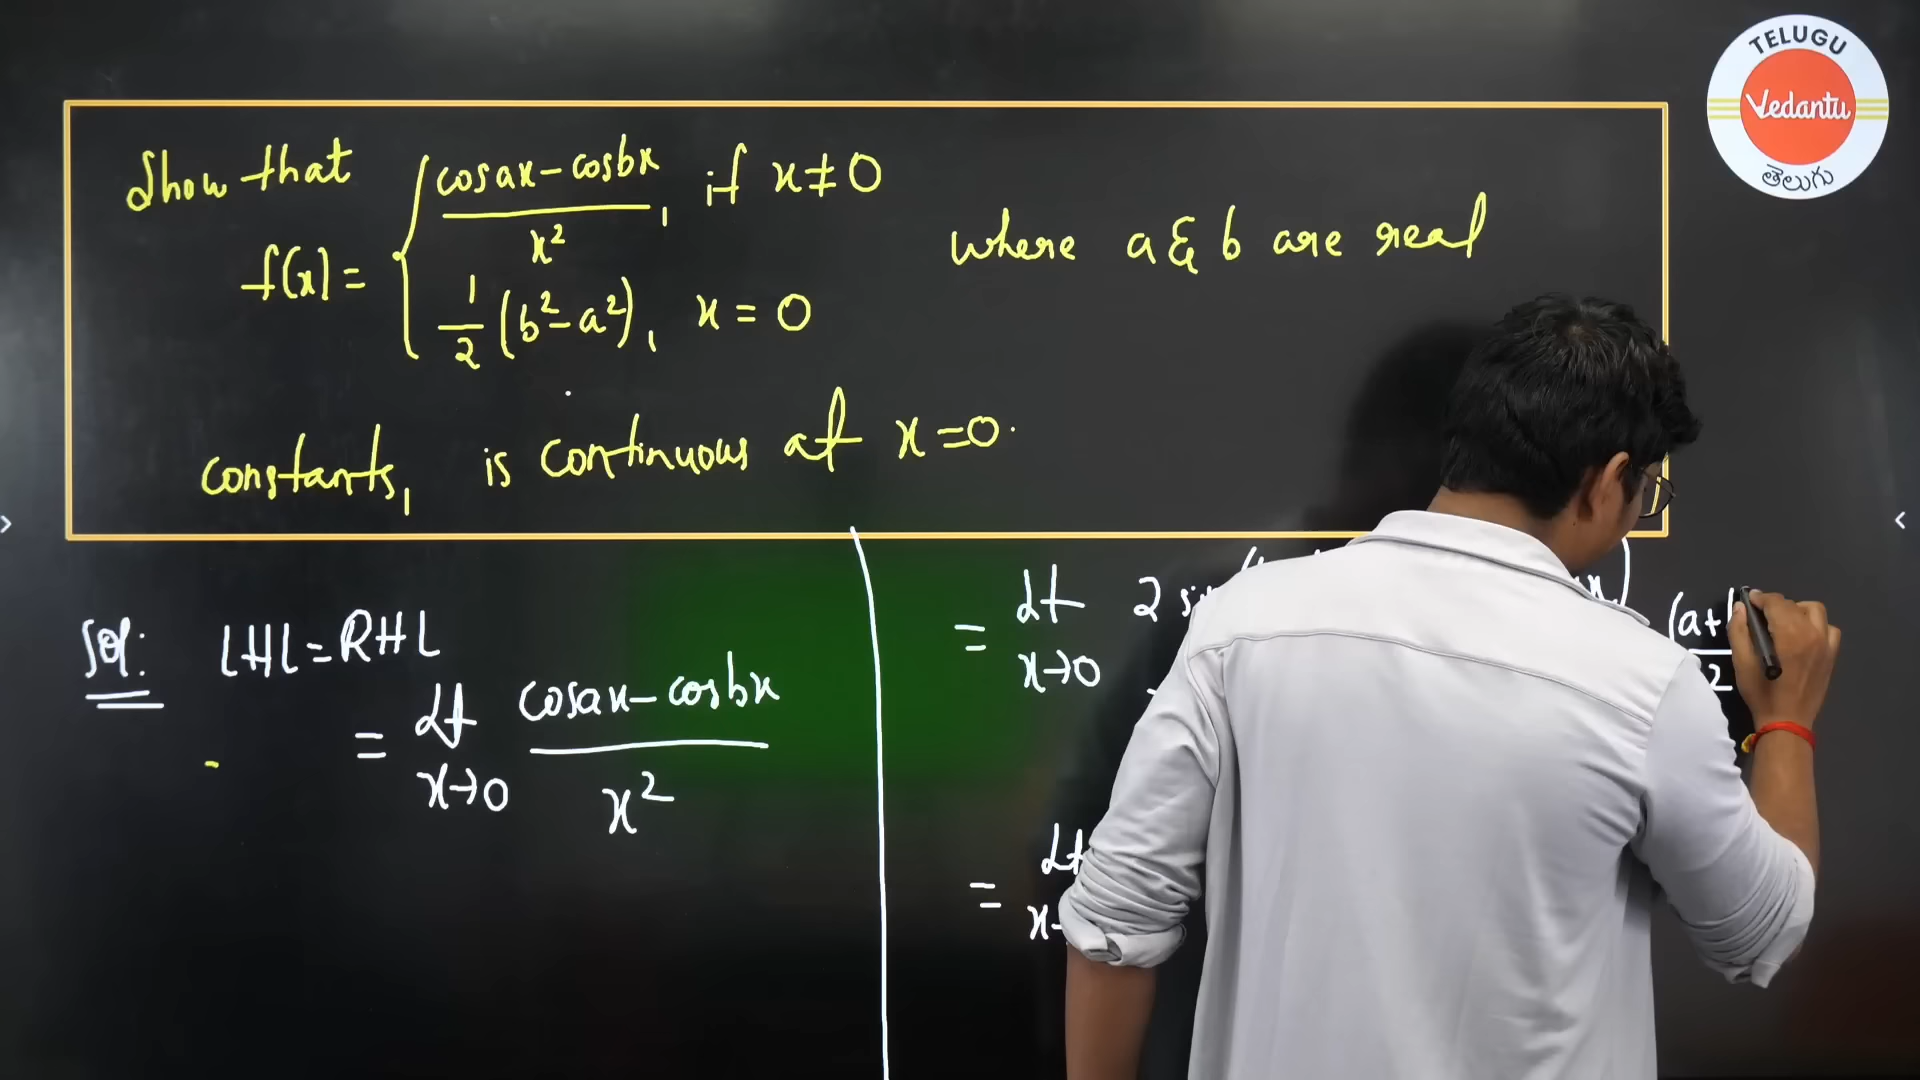 TELUGU
Vedantu
తెలుగు
Show that
f(x) = { cosax - cosbx / x², if x ≠ 0
1/2 (b² - a²), x = 0
where a & b are real
constants, is continuous at x = 0.
Sol: LHL = RHL
= Lt x→0 cosax - cosbx / x²
= Lt x→0 2
(a+
2
= Lt